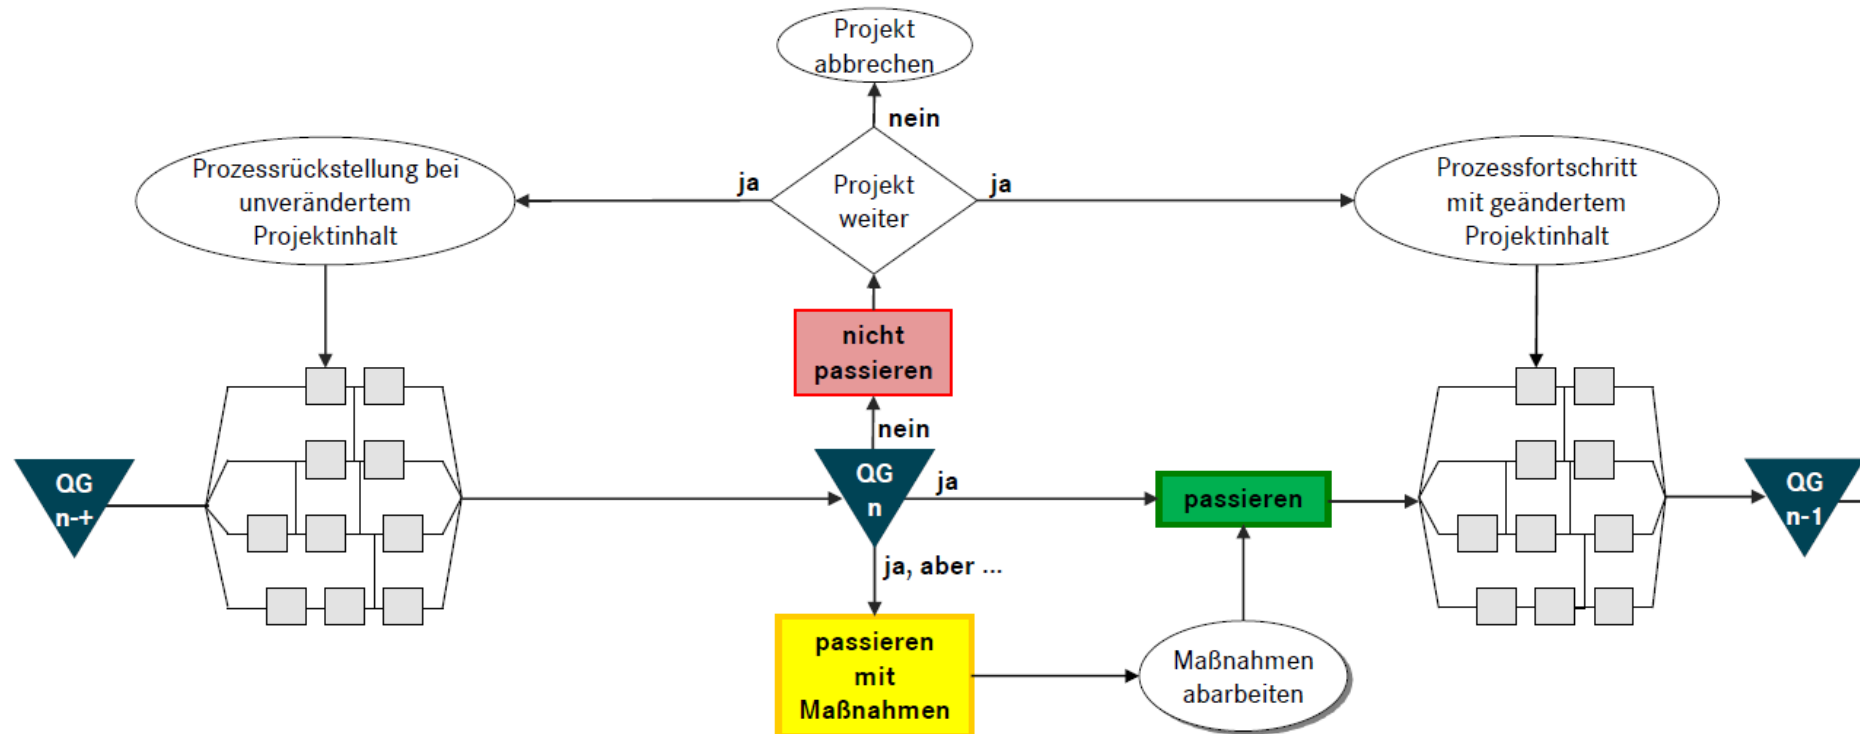 Projekt
abbrechen
nein
Prozessrückstellung bei
unverändertem
Projektinhalt
ja
Projekt
weiter
ja
Prozessfortschritt
mit geändertem
Projektinhalt
nicht
passieren
nein
QG
n-+
QG
n
ja
passieren
QG
n-1
ja, aber ...
passieren
mit
Maßnahmen
Maßnahmen
abarbeiten